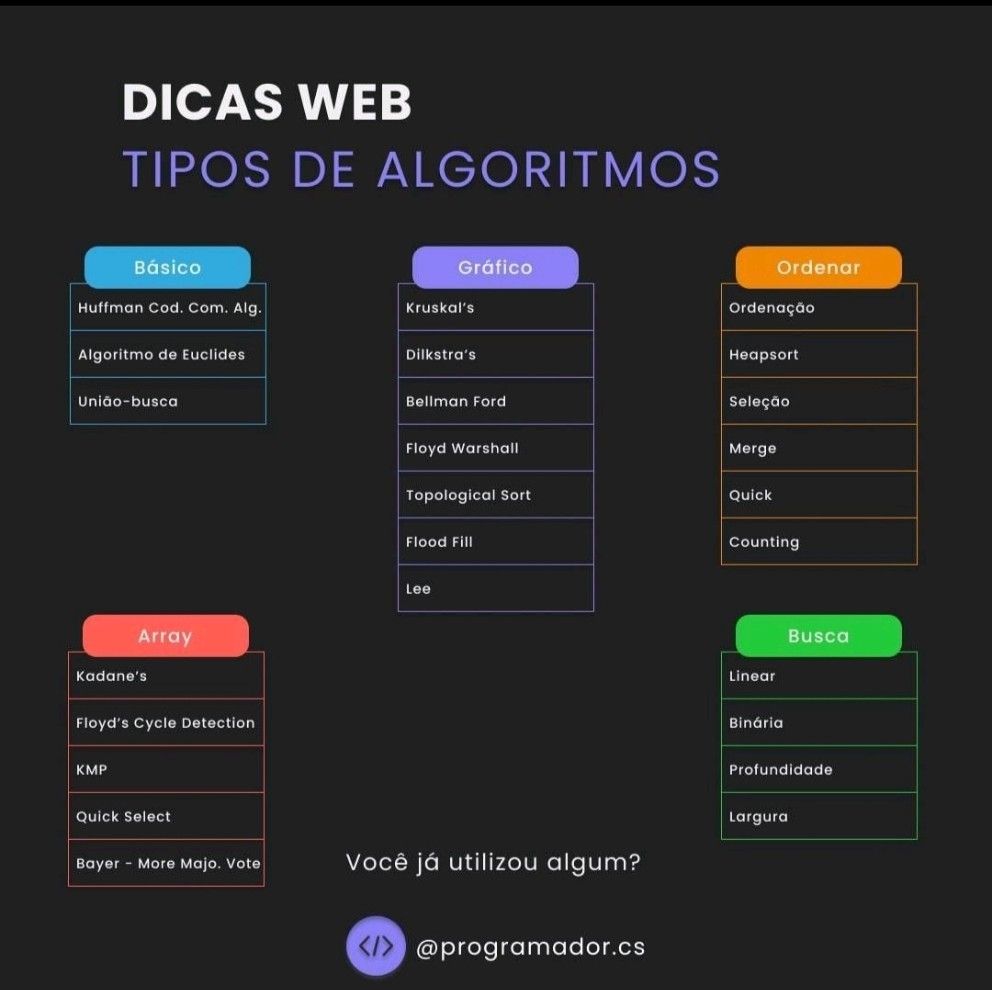 DICAS WEB
TIPOS DE ALGORITMOS
Básico
Huffman Cod. Com. Alg.
Algoritmo de Euclides
União-busca
Gráfico
Kruskal's
Dilkstra's
Bellman Ford
Floyd Warshall
Topological Sort
Flood Fill
Lee
Ordenar
Ordenação
Heapsort
Seleção
Merge
Quick
Counting
Array
Kadane's
Floyd's Cycle Detection
KMP
Quick Select
Bayer - More Majo. Vote
Busca
Linear
Binária
Profundidade
Largura
Você já utilizou algum?
</> @programador.cs